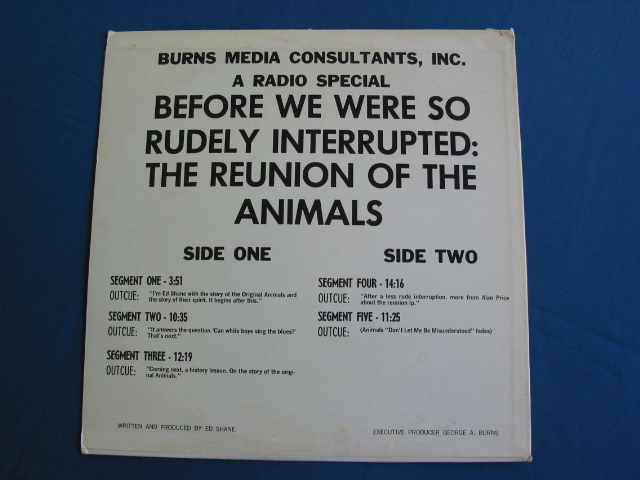 BURNS MEDIA CONSULTANTS, INC.
A RADIO SPECIAL
BEFORE WE WERE SO
RUDELY INTERRUPTED:
THE REUNION OF THE
ANIMALS
SIDE ONE
SEGMENT ONE - 3:51
OUTCUE: "I'm Ed Shane with the story of the Original Animals and
the story of their spirit. It begins after this."
SEGMENT TWO - 10:35
OUTCUE: "It answers the question 'Can white boys sing the blues?'
That's next."
SEGMENT THREE - 12:19
OUTCUE: "Coming next, a history lesson. On the story of the origi-
nal Animals."
SIDE TWO
SEGMENT FOUR - 14:16
OUTCUE: "After a less rude interruption, more from Alan Price
about the reunion lp."
SEGMENT FIVE - 11:25
OUTCUE: (Animals "Don't Let Me Be Misunderstood" fades)
WRITTEN AND PRODUCED BY ED SHANE
EXECUTIVE PRODUCER GEORGE A. BURNS